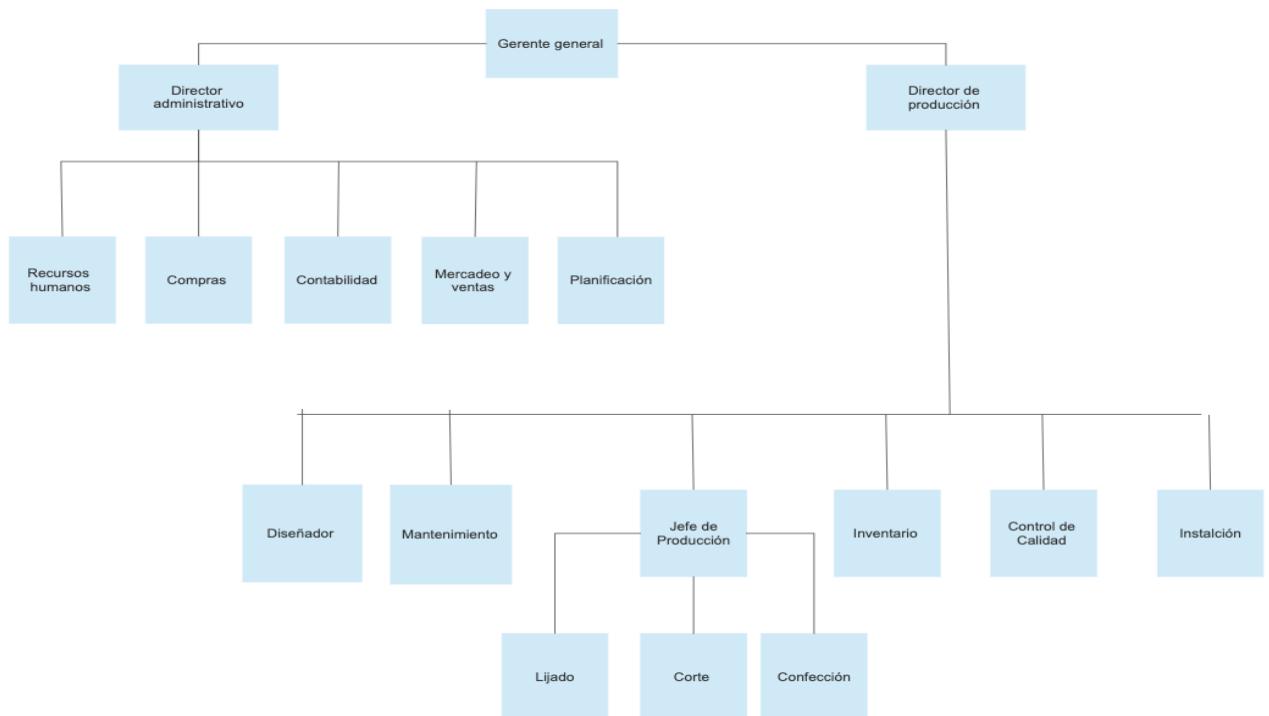 Gerente general
Director
administrativo
Director de
producción
Recursos
humanos
Compras
Contabilidad
Mercadeo y
ventas
Planificación
Diseñador
Mantenimiento
Jefe de
Producción
Inventario
Control de
Calidad
Instalción
Lijado
Corte
Confección